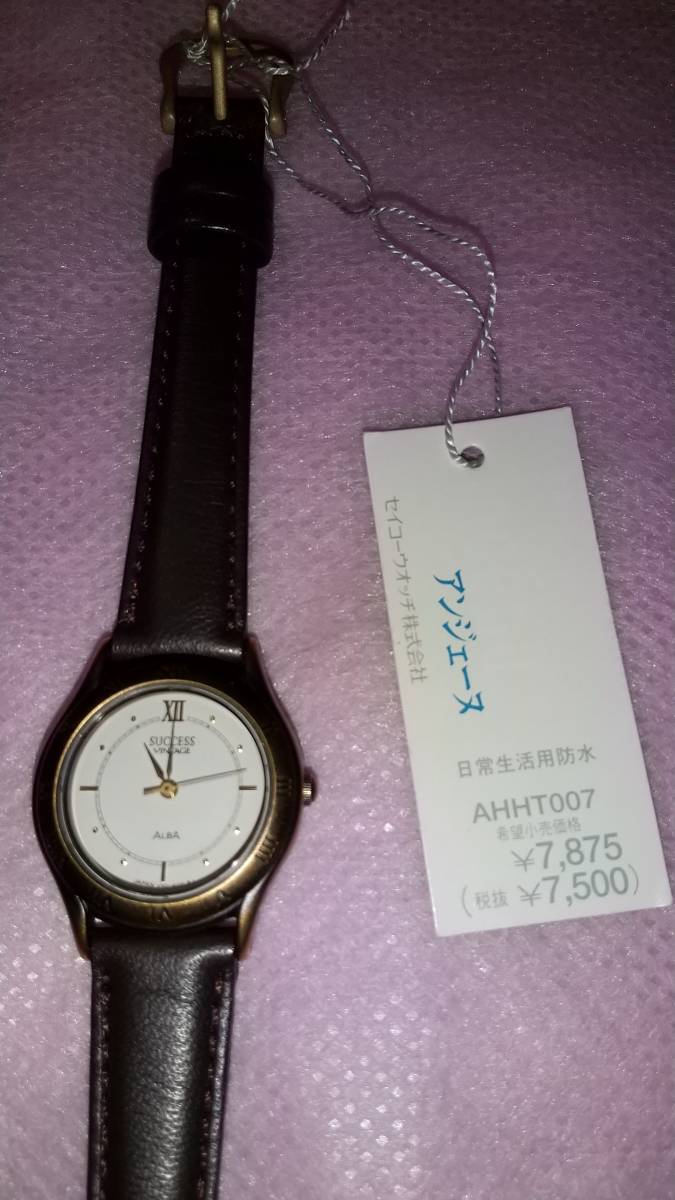 XII
SUCCESS
VINTAGE
ALBA
セイコーウオッチ株式会社
アンジェーヌ
日常生活用防水
AHHT007
希望小売価格
¥7,875
(税抜 ¥7,500)